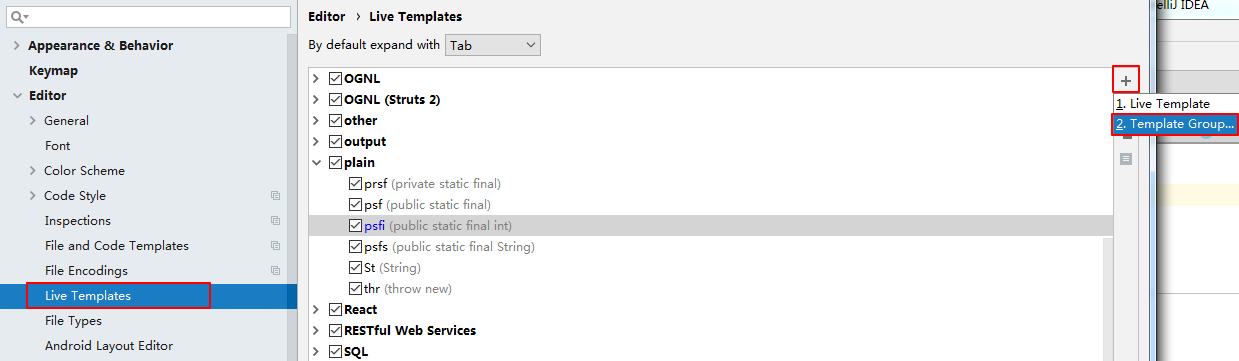 Appearance & Behavior
Keymap
Editor
General
Font
Color Scheme
Code Style
Inspections
File and Code Templates
File Encodings
Live Templates
File Types
Android Layout Editor
Editor › Live Templates
By default expand with Tab
OGNL
OGNL (Struts 2)
other
output
plain
prsf (private static final)
psf (public static final)
psfi (public static final int)
psfs (public static final String)
St (String)
thr (throw new)
React
RESTful Web Services
SQL
1. Live Template
2. Template Group...
IDEA